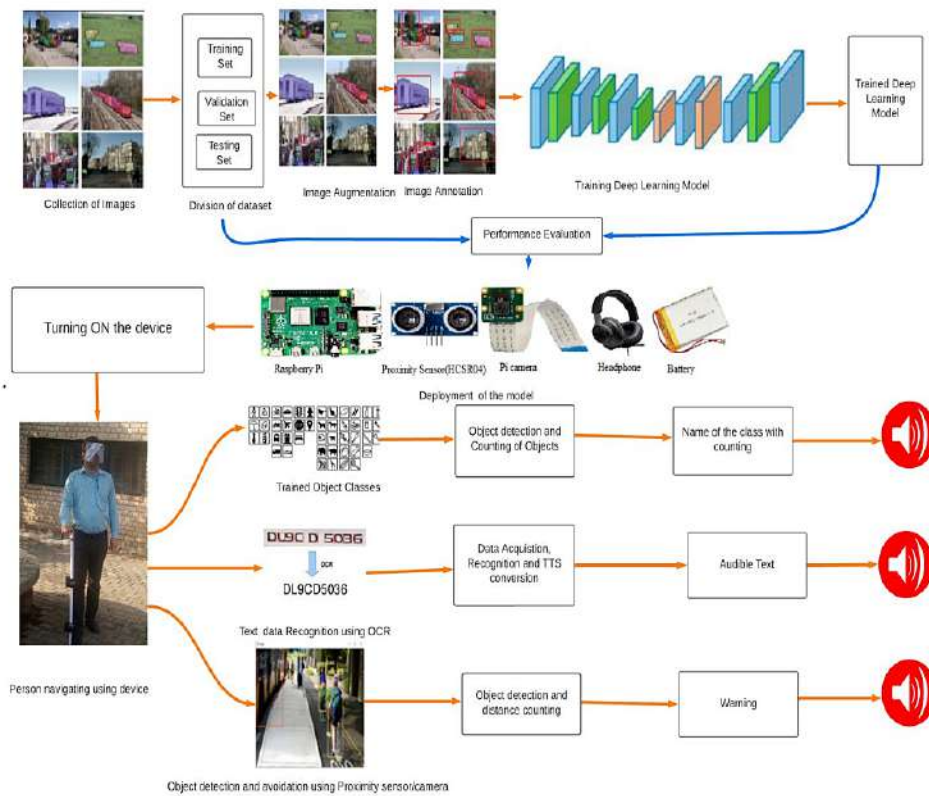 Training
Set
Validation
Set
Testing
Set
Trained Deep
Learning
Model
Collection of Images
Division of dataset
Image Augmentation
Image Annotation
Training Deep Learning Model
Performance Evaluation
Turning ON the device
Raspberry Pi
Proximity Sensor(HCSR04)
Pi camera
Headphone
Battery
Deployment of the model
Trained Object Classes
Object detection and
Counting of Objects
Name of the class with
counting
DL9C D 5036
OCR
DL9CD5036
Data Acquistion,
Recognition and TTS
conversion
Audible Text
Text data Recognition using OCR
Person navigating using device
Object detection and
distance counting
Warning
Object detection and avoidation using Proximity sensor/camera